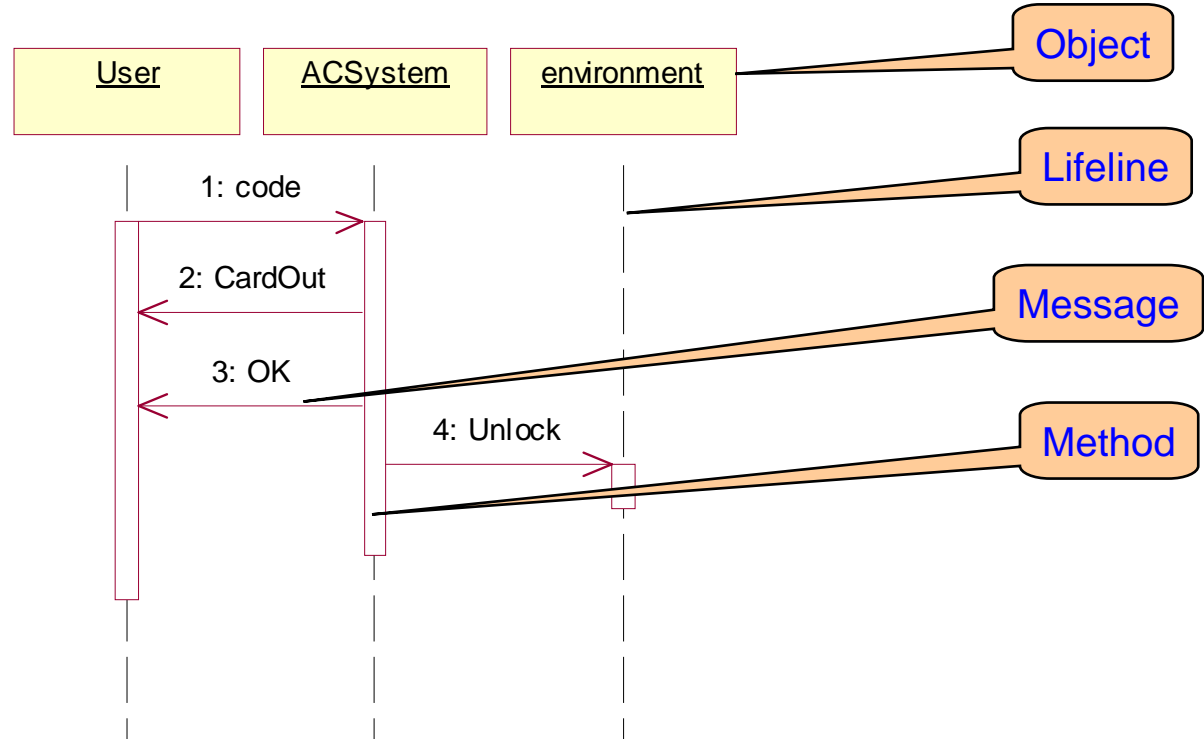 User
ACSystem
environment
Object
Lifeline
1: code
2: CardOut
Message
3: OK
4: Unlock
Method